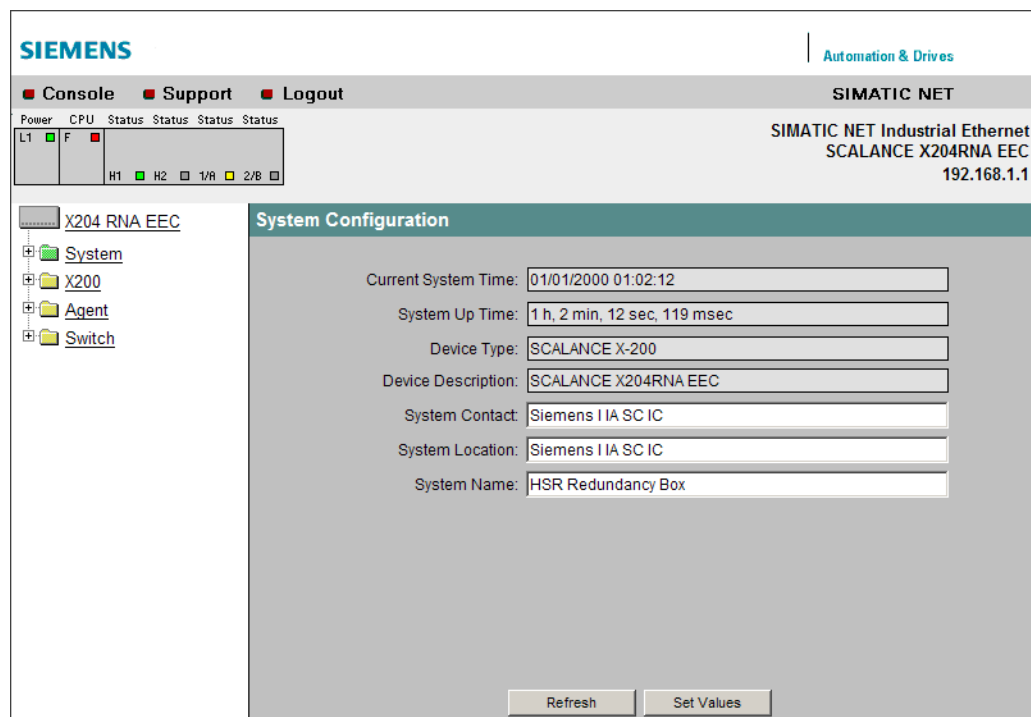 SIEMENS
Automation & Drives
Console Support Logout SIMATIC NET
Power CPU Status Status Status Status
L1 F
H1 H2 1/A 2/B
SIMATIC NET Industrial Ethernet
SCALANCE X204RNA EEC
192.168.1.1
X204 RNA EEC
System
X200
Agent
Switch
System Configuration
Current System Time: 01/01/2000 01:02:12
System Up Time: 1 h, 2 min, 12 sec, 119 msec
Device Type: SCALANCE X-200
Device Description: SCALANCE X204RNA EEC
System Contact: Siemens I IA SC IC
System Location: Siemens I IA SC IC
System Name: HSR Redundancy Box
Refresh Set Values